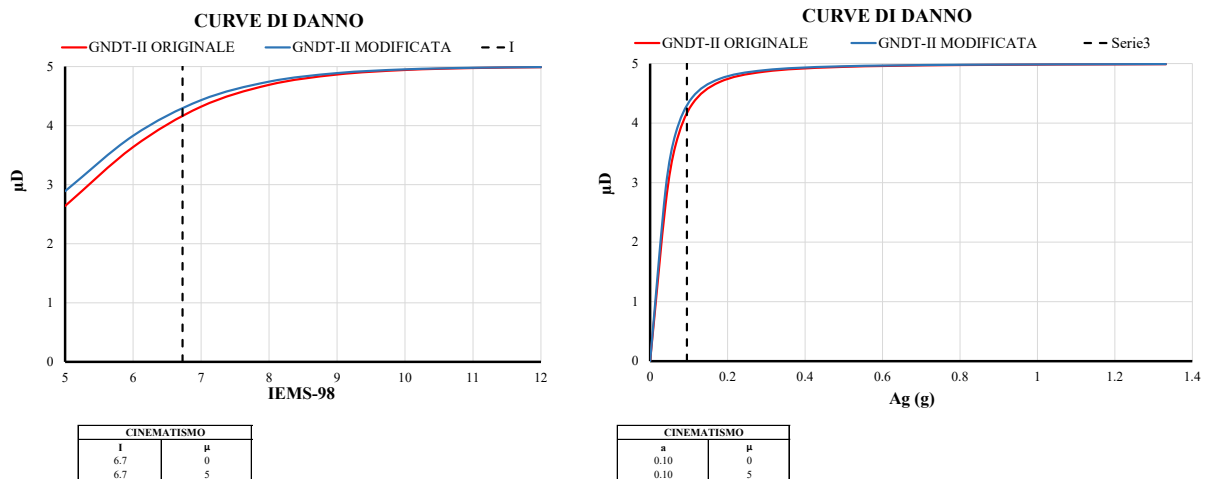 CURVE DI DANNO
GNDT-II ORIGINALE GNDT-II MODIFICATA I
µD
5
4
3
2
1
0
5 6 7 8 9 10 11 12
IEMS-98
CINEMATISMO
I µ
6.7 0
6.7 5
CURVE DI DANNO
GNDT-II ORIGINALE GNDT-II MODIFICATA Serie3
µD
5
4
3
2
1
0
0 0.2 0.4 0.6 0.8 1 1.2 1.4
Ag (g)
CINEMATISMO
a µ
0.10 0
0.10 5